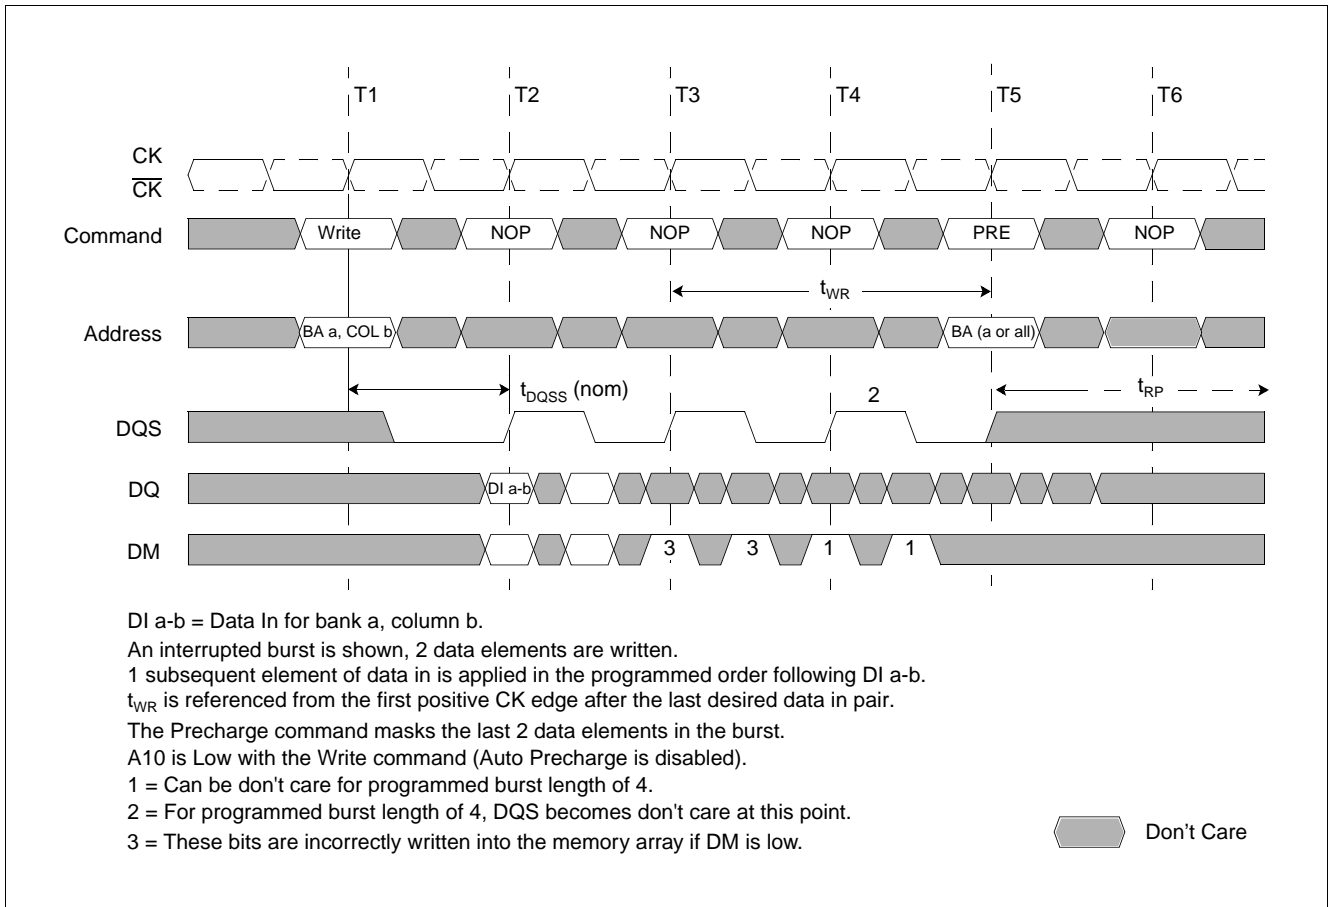 T1 T2 T3 T4 T5 T6
CK
CK
Command Write NOP NOP NOP PRE NOP
tWR
Address BA a, COL b BA (a or all)
tDQSS (nom) 2 tRP
DQS
DQ DI a-b
DM 3 3 1 1
DI a-b = Data In for bank a, column b.
An interrupted burst is shown, 2 data elements are written.
1 subsequent element of data in is applied in the programmed order following DI a-b.
tWR is referenced from the first positive CK edge after the last desired data in pair.
The Precharge command masks the last 2 data elements in the burst.
A10 is Low with the Write command (Auto Precharge is disabled).
1 = Can be don't care for programmed burst length of 4.
2 = For programmed burst length of 4, DQS becomes don't care at this point.
3 = These bits are incorrectly written into the memory array if DM is low.
Don't Care